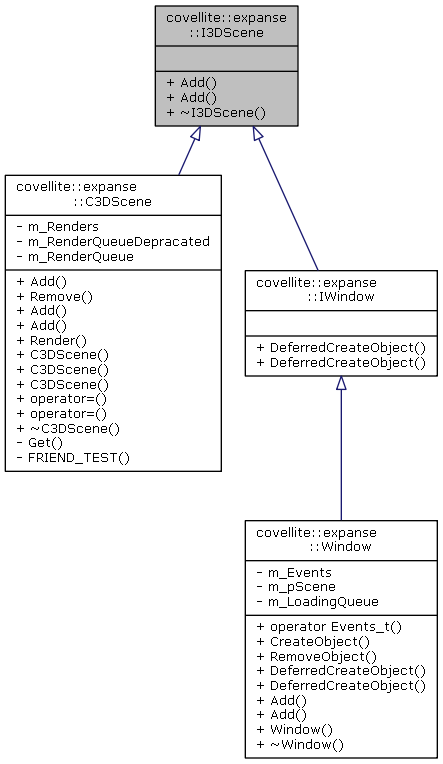 covellite::expanse
::I3DScene
+ Add()
+ Add()
+ ~I3DScene()
covellite::expanse
::C3DScene
- m_Renders
- m_RenderQueueDepracated
- m_RenderQueue
+ Add()
+ Remove()
+ Add()
+ Add()
+ Render()
+ C3DScene()
+ C3DScene()
+ C3DScene()
+ operator=()
+ operator=()
+ ~C3DScene()
- Get()
- FRIEND_TEST()
covellite::expanse
::IWindow
+ DeferredCreateObject()
+ DeferredCreateObject()
covellite::expanse
::Window
- m_Events
- m_pScene
- m_LoadingQueue
+ operator Events_t()
+ CreateObject()
+ RemoveObject()
+ DeferredCreateObject()
+ DeferredCreateObject()
+ Add()
+ Add()
+ Window()
+ ~Window()